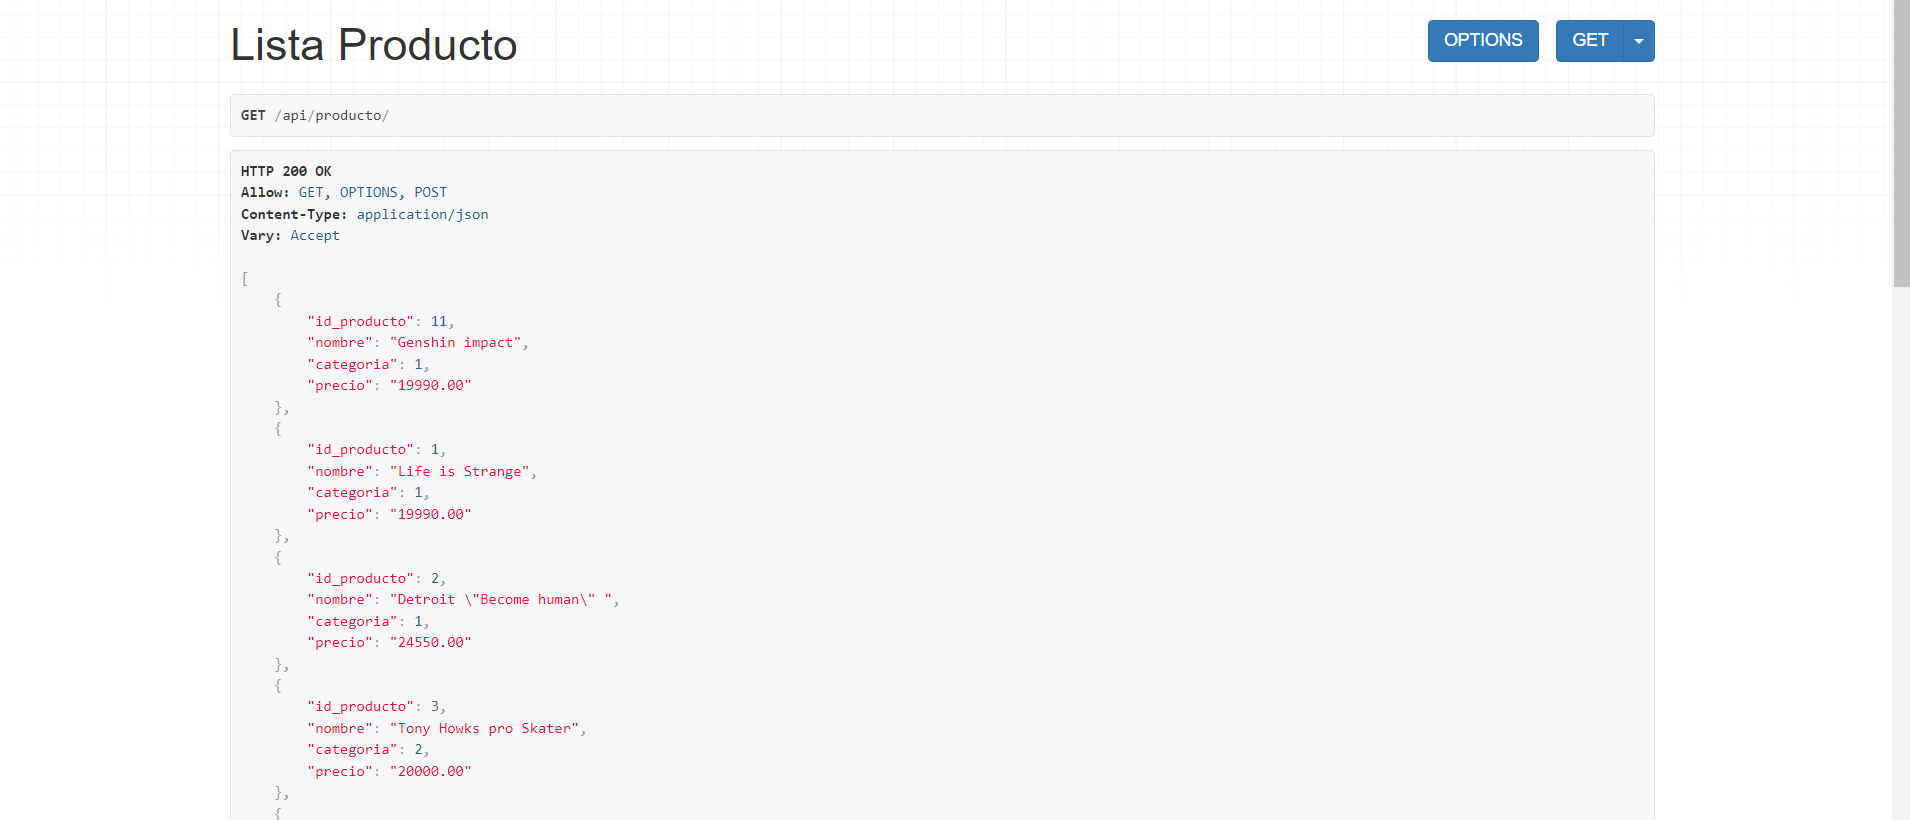 Lista Producto
OPTIONS
GET
GET /api/producto/
HTTP 200 OK
Allow: GET, OPTIONS, POST
Content-Type: application/json
Vary: Accept
[
    {
        "id_producto": 11,
        "nombre": "Genshin impact",
        "categoria": 1,
        "precio": "19990.00"
    },
    {
        "id_producto": 1,
        "nombre": "Life is Strange",
        "categoria": 1,
        "precio": "19990.00"
    },
    {
        "id_producto": 2,
        "nombre": "Detroit \"Become human\" ",
        "categoria": 1,
        "precio": "24550.00"
    },
    {
        "id_producto": 3,
        "nombre": "Tony Howks pro Skater",
        "categoria": 2,
        "precio": "20000.00"
    },
    {